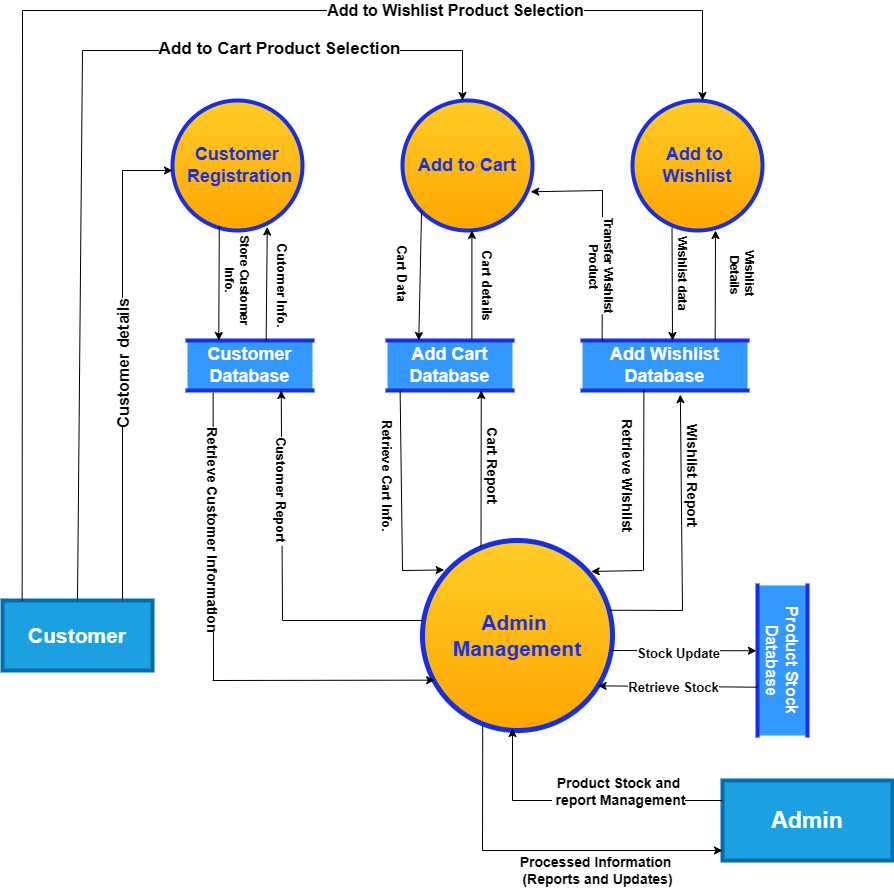 Add to Wishlist Product Selection
Add to Cart Product Selection
Customer
Registration
Add to Cart
Add to
Wishlist
Customer details
Store Customer
Info.
Cutomer Info.
Cart Data
Cart details
Transfer Wishlist
Product
Wishlist data
Wishlist
Details
Customer
Database
Add Cart
Database
Add Wishlist
Database
Retrieve Customer Information
Customer Report
Retrieve Cart Info.
Cart Report
Retrieve Wishlist
Wishlist Report
Customer
Admin
Management
Stock Update
Retrieve Stock
Product Stock
Database
Product Stock and
report Management
Admin
Processed Information
(Reports and Updates)